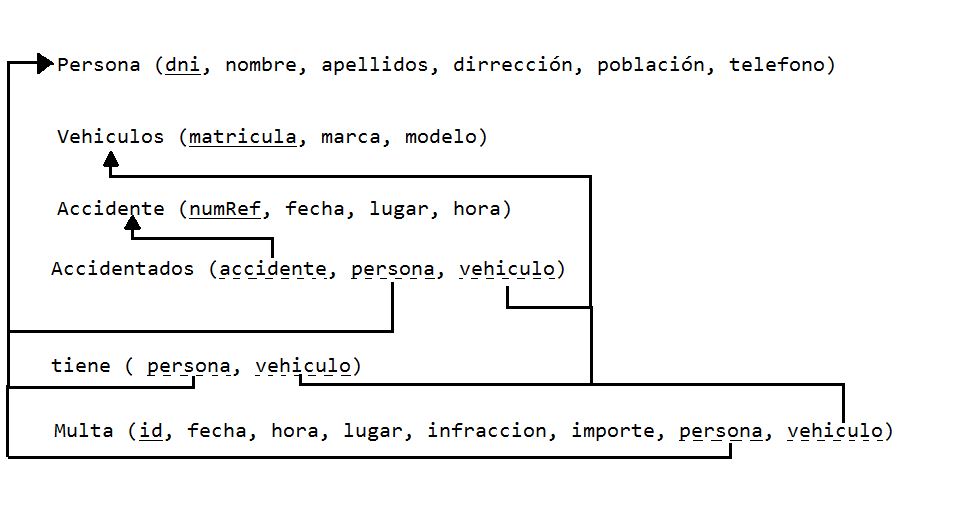 Persona (dni, nombre, apellidos, dirrección, población, telefono)
Vehiculos (matricula, marca, modelo)
Accidente (numRef, fecha, lugar, hora)
Accidentados (accidente, persona, vehiculo)
tiene ( persona, vehiculo)
Multa (id, fecha, hora, lugar, infraccion, importe, persona, vehiculo)